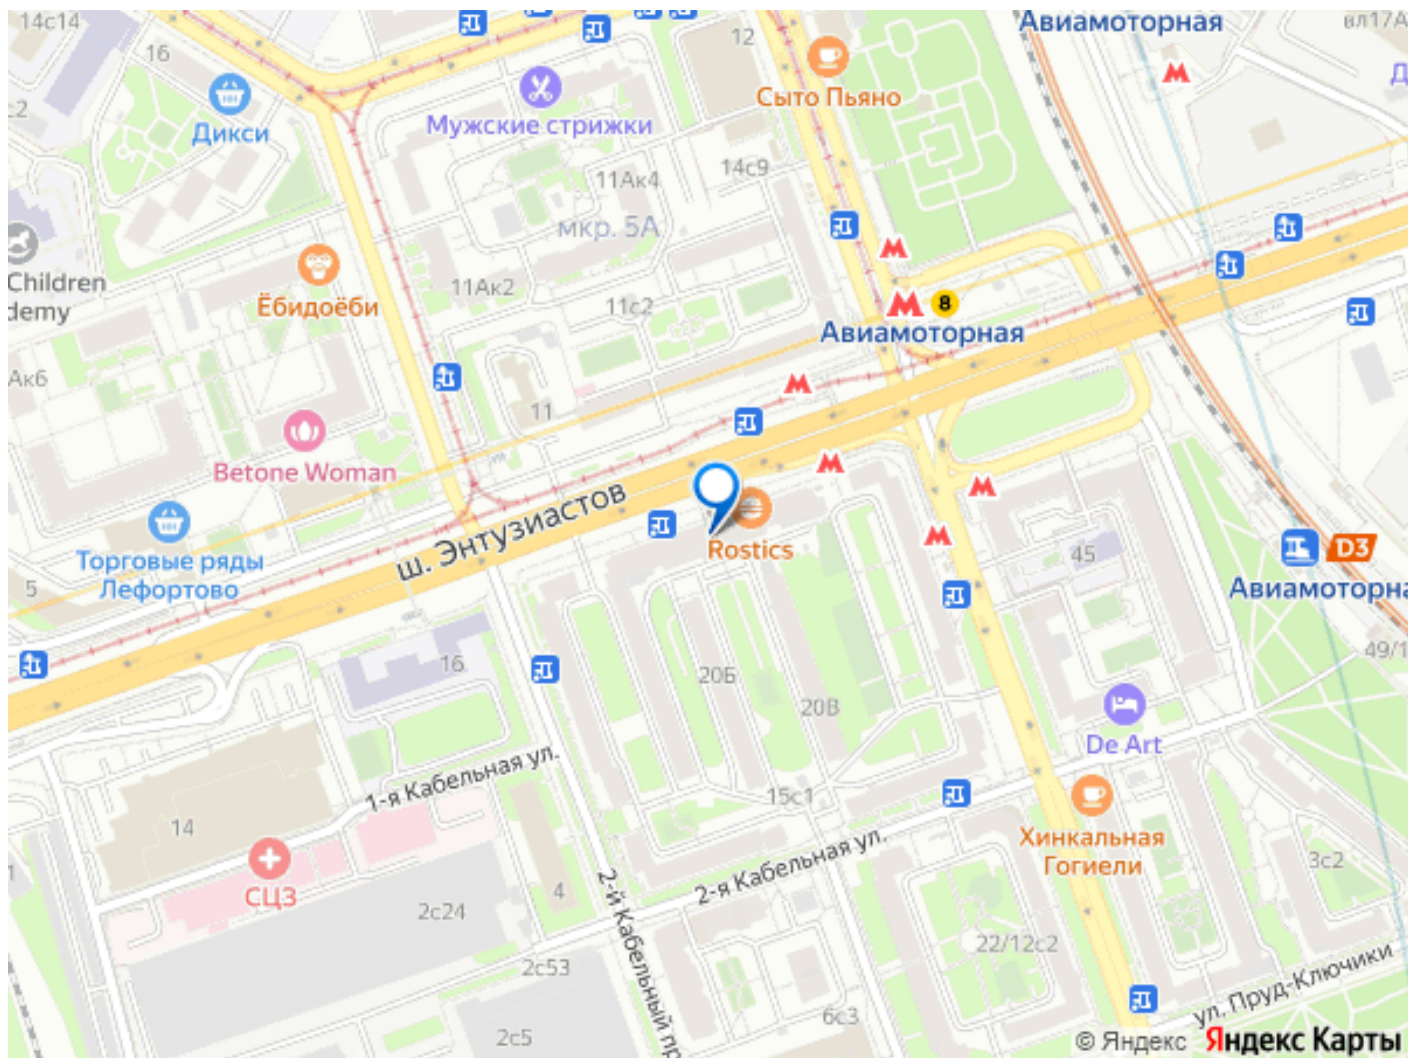 14с14
16
12
Авиамоторная
вл17А
Д
с2
Дикси
Мужские стрижки
Сыто Пьяно
11Ак4
14с9
мкр. 5А
Children
demy
Ёбидоёби
11Ак2
11с2
8
Авиамоторная
Ак6
11
Betone Woman
ш. Энтузиастов
Торговые ряды
Лефортово
5
Rostics
45
D3
Авиамоторна
49/1
16
20Б
20В
De Art
1-я Кабельная ул.
15с1
14
Хинкальная
Гогиели
3с2
СЦЗ
2-я Кабельная ул.
4
2с24
2-й Кабельный пр
22/12с2
2с53
ул. Пруд-Ключики
6с3
2с5
© Яндекс Яндекс Карты